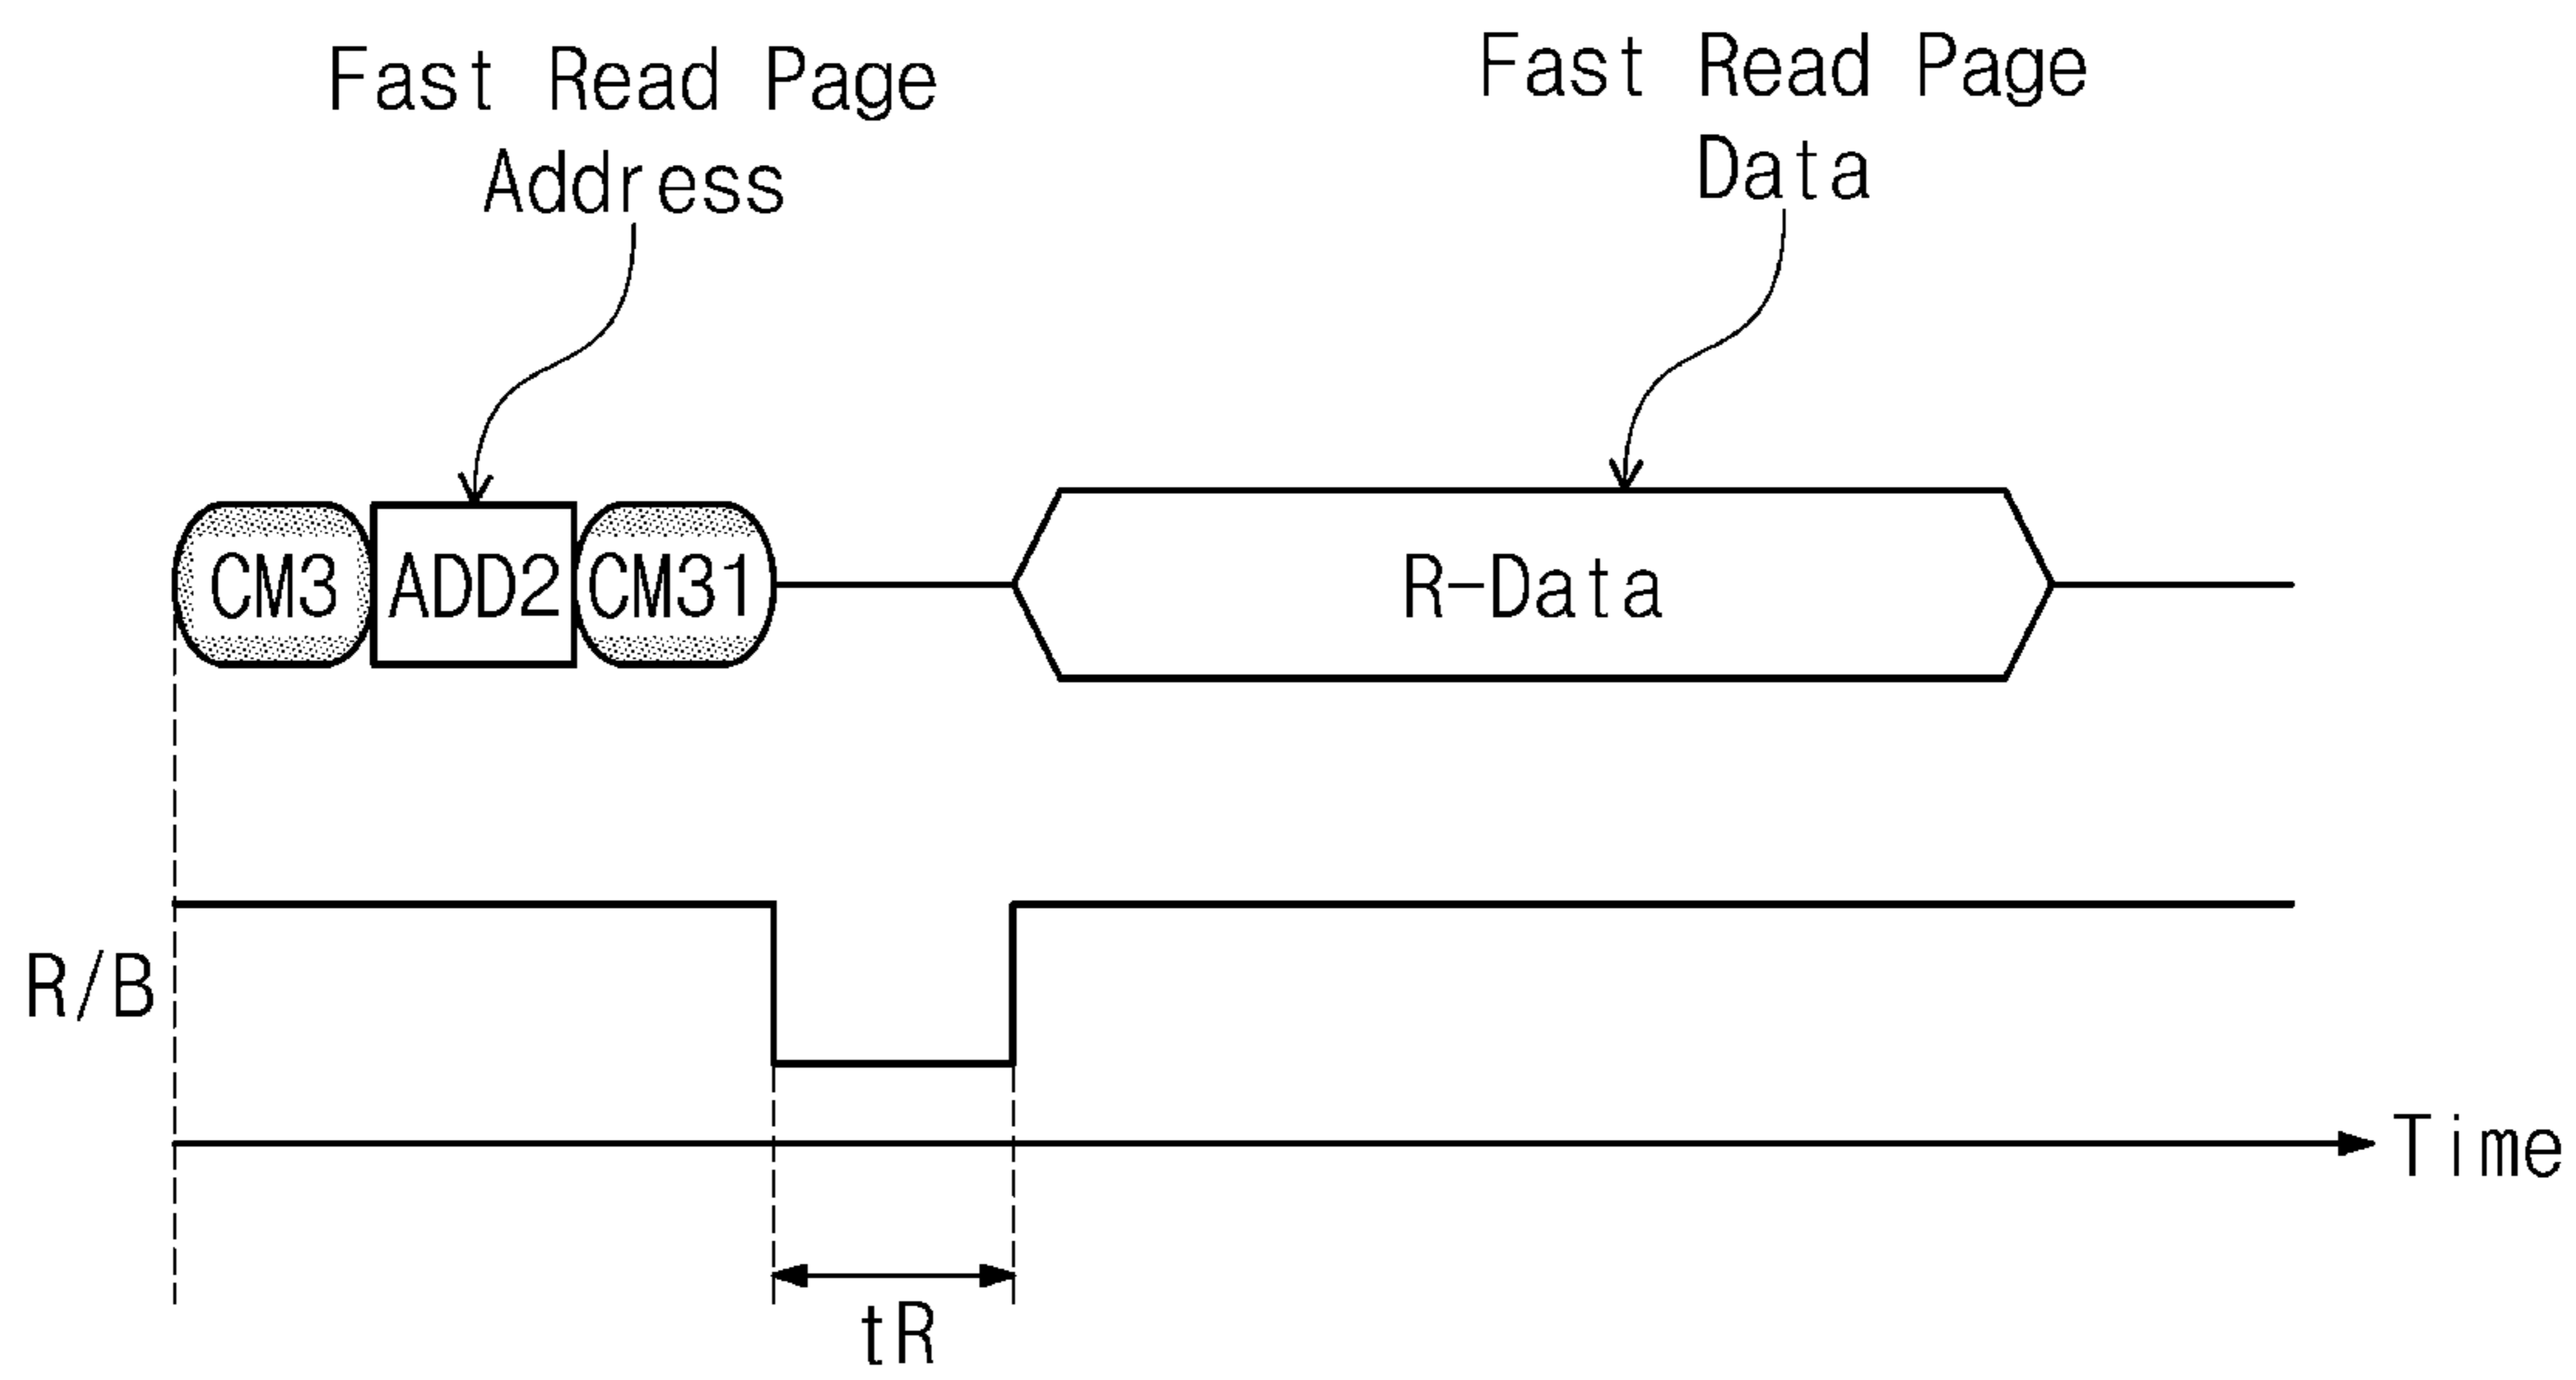 Fast Read Page
Address
Fast Read Page
Data
CM3 ADD2 CM31 R-Data
R/B
Time
tR